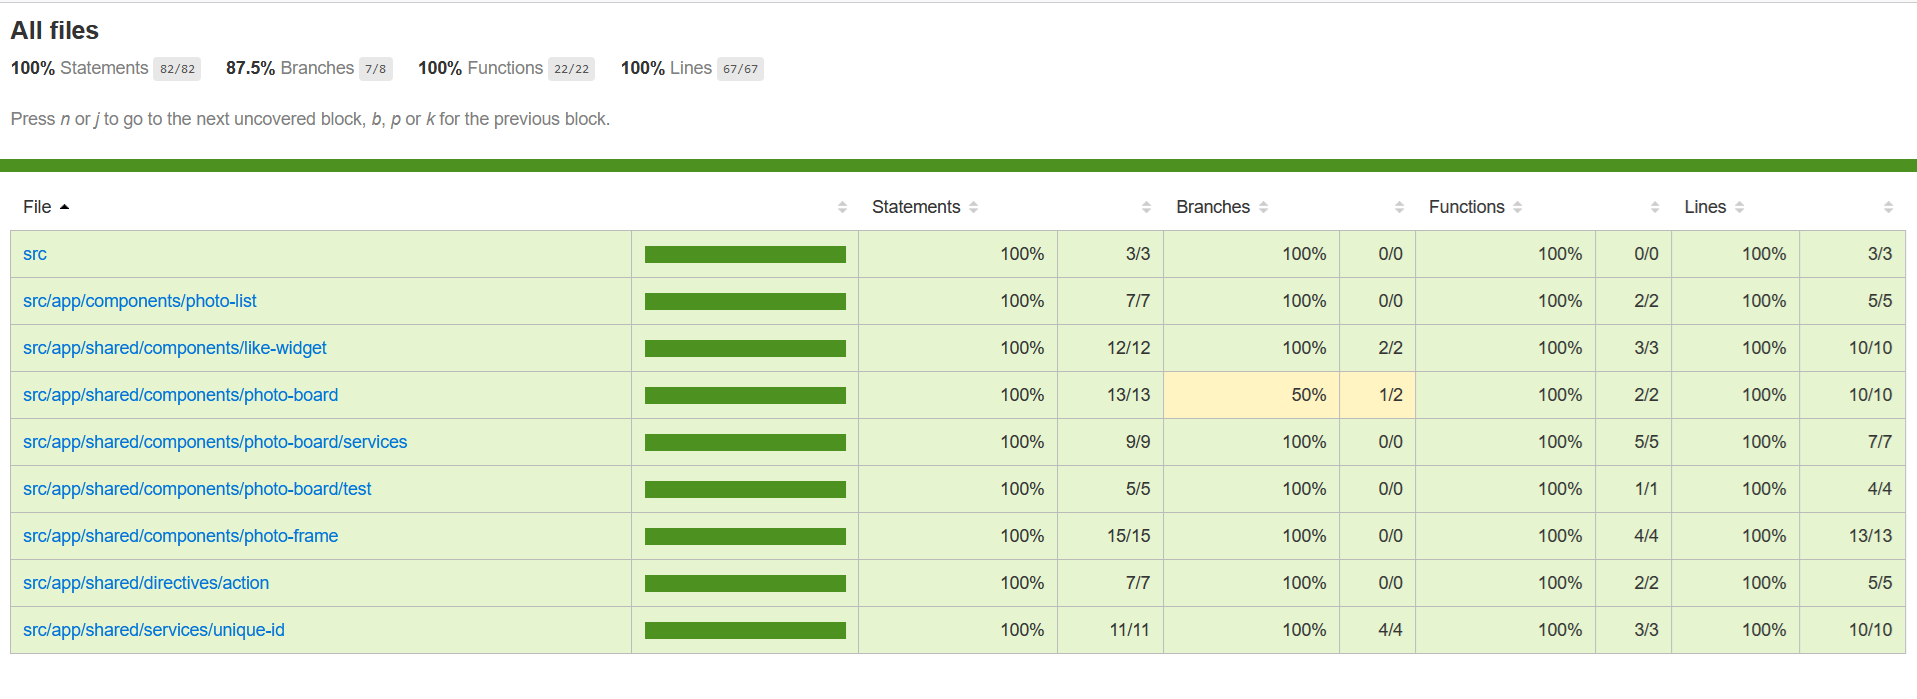 All files
100% Statements 82/82 87.5% Branches 7/8 100% Functions 22/22 100% Lines 67/67
Press n or j to go to the next uncovered block, b, p or k for the previous block.
File Statements Branches Functions Lines
src 100% 3/3 100% 0/0 100% 0/0 100% 3/3
src/app/components/photo-list 100% 7/7 100% 0/0 100% 2/2 100% 5/5
src/app/shared/components/like-widget 100% 12/12 100% 2/2 100% 3/3 100% 10/10
src/app/shared/components/photo-board 100% 13/13 50% 1/2 100% 2/2 100% 10/10
src/app/shared/components/photo-board/services 100% 9/9 100% 0/0 100% 5/5 100% 7/7
src/app/shared/components/photo-board/test 100% 5/5 100% 0/0 100% 1/1 100% 4/4
src/app/shared/components/photo-frame 100% 15/15 100% 0/0 100% 4/4 100% 13/13
src/app/shared/directives/action 100% 7/7 100% 0/0 100% 2/2 100% 5/5
src/app/shared/services/unique-id 100% 11/11 100% 4/4 100% 3/3 100% 10/10